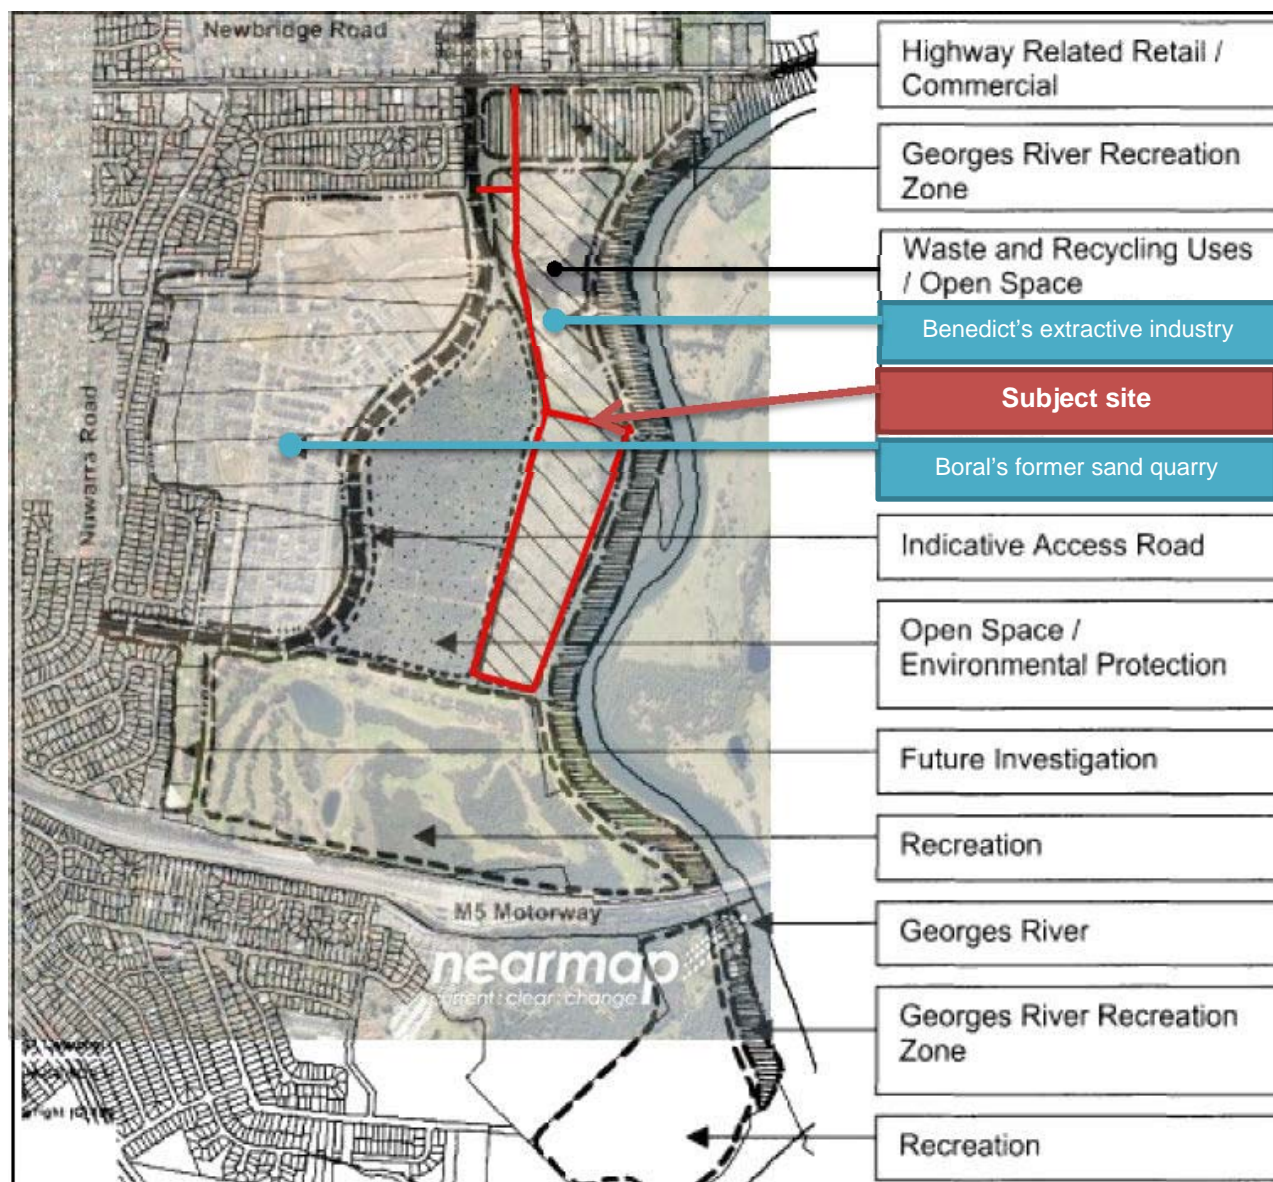 Newbridge Road
Highway Related Retail /
Commercial
Georges River Recreation
Zone
Waste and Recycling Uses
/ Open Space
Benedict's extractive industry
Subject site
Boral's former sand quarry
Nuwarra Road
Indicative Access Road
Open Space /
Environmental Protection
Future Investigation
Recreation
M5 Motorway
Georges River
nearmap
current:clear:change
Georges River Recreation
Zone
Recreation